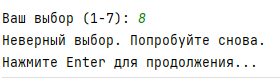 Ваш выбор (1-7): 8
Неверный выбор. Попробуйте снова.
Нажмите Enter для продолжения...